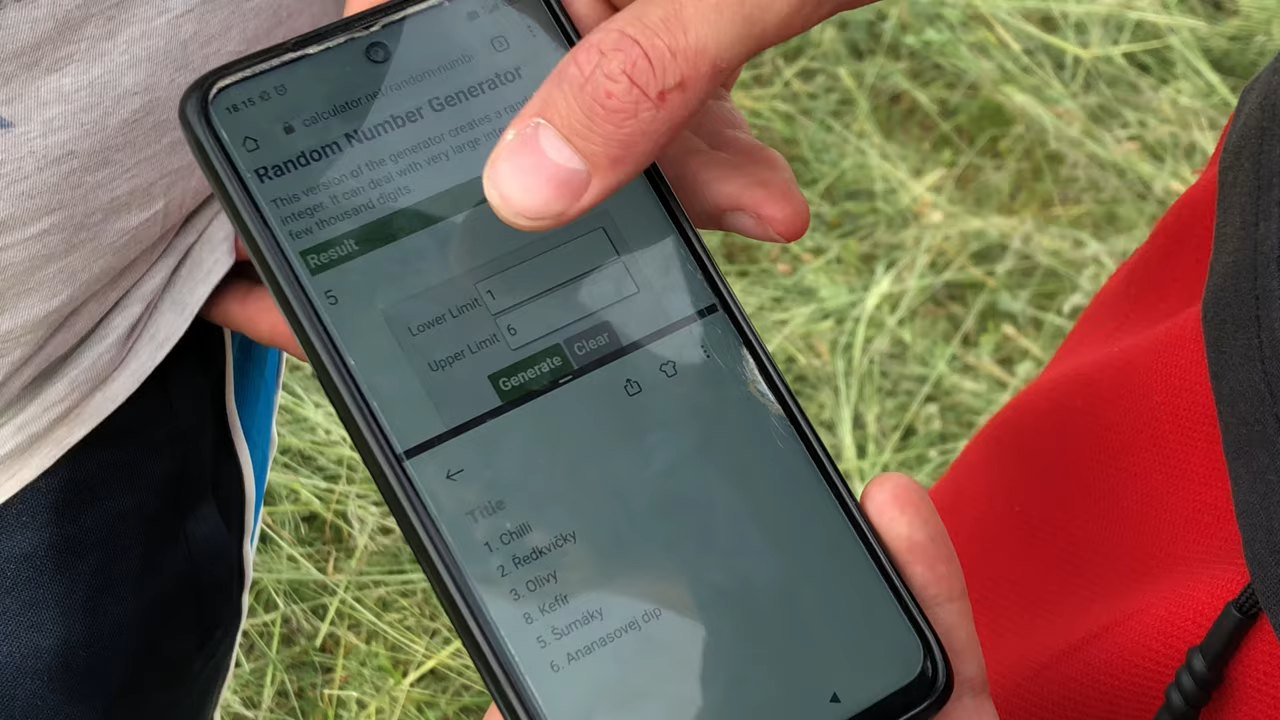 18.15
3
calculator.net/random-numb
Random Number Generator
This version of the generator creates a rand
integer. It can deal with very large inte
few thousand digits.
Result
5
Lower Limit 1
Upper Limit 6
Generate Clear
Title
1. Chilli
2. Ředkvičky
3. Olivy
8. Kefír
5. Šumáky
6. Ananasovej dip